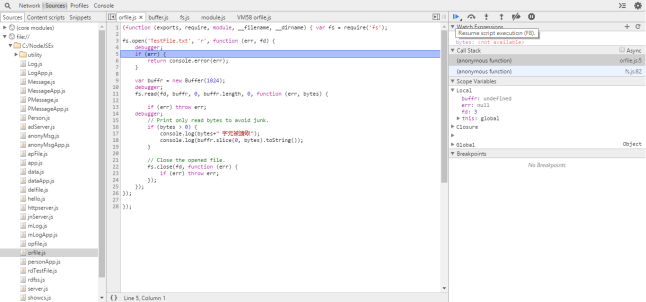 Network Sources Profiles Console
Sources Content scripts Snippets
orfile.js × buffer.js fs.js module.js VM58 orfile.js
(core modules)
file://
C:/NodeJSEx
utility
Log.js
LogApp.js
Message.js
MessageApp.js
PMessage.js
PMessageApp.js
Person.js
adServer.js
anonyMsg.js
anonyMsgApp.js
apFile.js
app.js
data.js
dataApp.js
delfile.js
hello.js
httpserver.js
jnServer.js
mLog.js
mLogApp.js
opfile.js
orfile.js
personApp.js
rdTestFile.js
rdfss.js
server.js
showcs.js
1 (function (exports, require, module, __filename, __dirname) { var fs = require("fs");
2
3 fs.open('TestFile.txt', 'r', function (err, fd) {
4 debugger;
5 if (err) {
6 return console.error(err);
7 }
8
9 var buffr = new Buffer(1024);
10 debugger;
11 fs.read(fd, buffr, 0, buffr.length, 0, function (err, bytes) {
12
13 if (err) throw err;
14 debugger;
15 // Print only read bytes to avoid junk.
16 if (bytes > 0) {
17 console.log(bytes+" 字元被讀取");
18 console.log(buffr.slice(0, bytes).toString());
19 }
20
21 // Close the opened file.
22 fs.close(fd, function (err) {
23 if (err) throw err;
24 });
25 });
26 });
27
28 });
{} Line 5, Column 1
Watch Expressions
Resume script execution (F8).
bytes: <not available>
Call Stack Async
(anonymous function) orfile.js:5
(anonymous function) fs.js:82
Scope Variables
Local
buffr: undefined
err: null
fd: 3
this: global
Closure
Global Object
Breakpoints
No Breakpoints